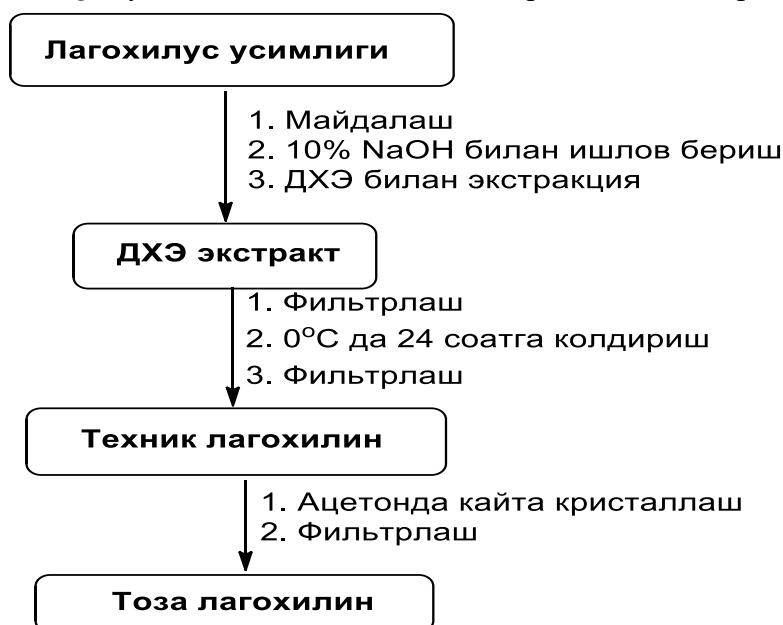 Лагохилус усимлиги
1. Майдалаш
2. 10% NaOH билан ишлов бериш
3. ДХЭ билан экстракция
ДХЭ экстракт
1. Фильтрлаш
2. 0°С да 24 соатга колдириш
3. Фильтрлаш
Техник лагохилин
1. Ацетонда кайта кристаллаш
2. Фильтрлаш
Тоза лагохилин